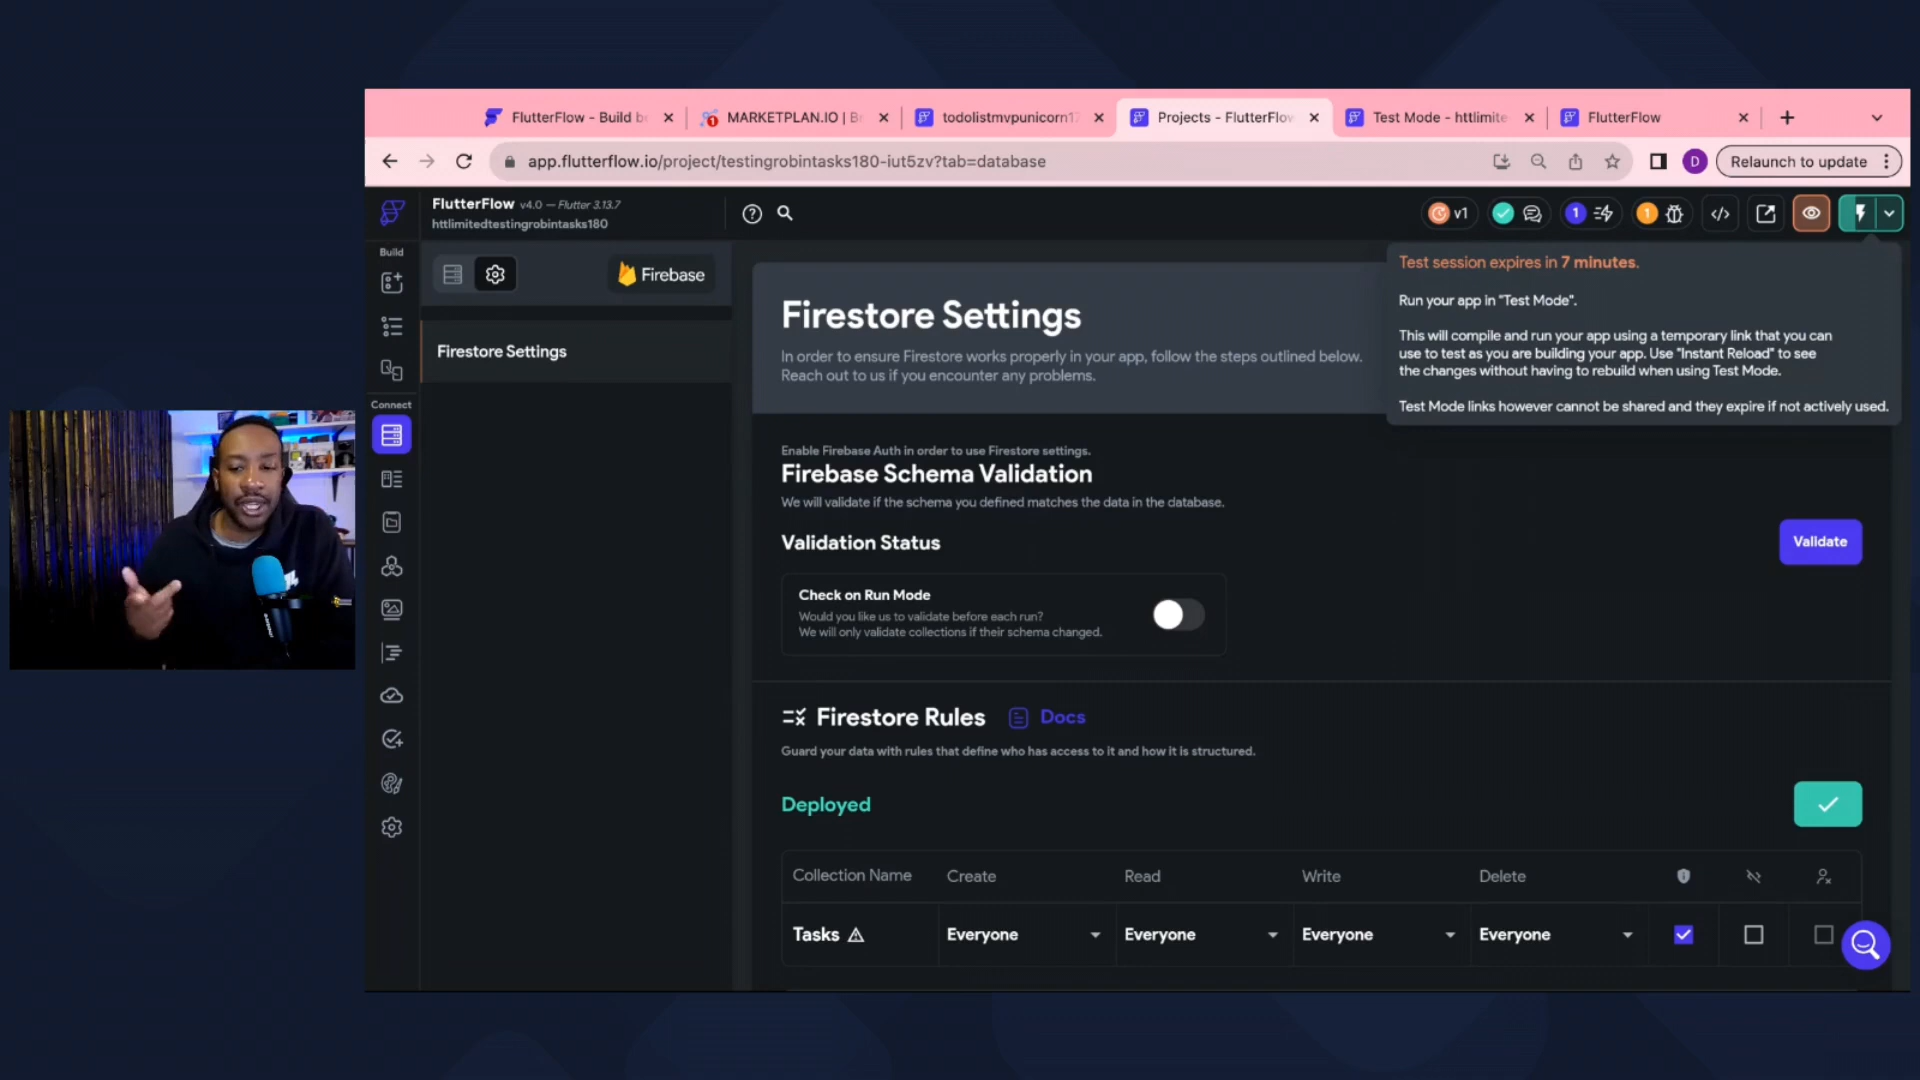 FlutterFlow - Build be
MARKETPLAN.IO | Br
todolistmvpunicorn17
Projects - FlutterFlow
Test Mode - httlimite
FlutterFlow
app.flutterflow.io/project/testingrobintasks180-iut5zv?tab=database
D
Relaunch to update
FlutterFlow v4.0 — Flutter 3.13.7
httlimitedtestingrobintasks180
v1
1
1
Build
Firebase
Firestore Settings
Connect
Firestore Settings
In order to ensure Firestore works properly in your app, follow the steps outlined below.
Reach out to us if you encounter any problems.
Test session expires in 7 minutes.
Run your app in "Test Mode".
This will compile and run your app using a temporary link that you can
use to test as you are building your app. Use "Instant Reload" to see
the changes without having to rebuild when using Test Mode.
Test Mode links however cannot be shared and they expire if not actively used.
Enable Firebase Auth in order to use Firestore settings.
Firebase Schema Validation
We will validate if the schema you defined matches the data in the database.
Validation Status
Validate
Check on Run Mode
Would you like us to validate before each run?
We will only validate collections if their schema changed.
Firestore Rules
Docs
Guard your data with rules that define who has access to it and how it is structured.
Deployed
Collection Name Create Read Write Delete
Tasks Everyone Everyone Everyone Everyone